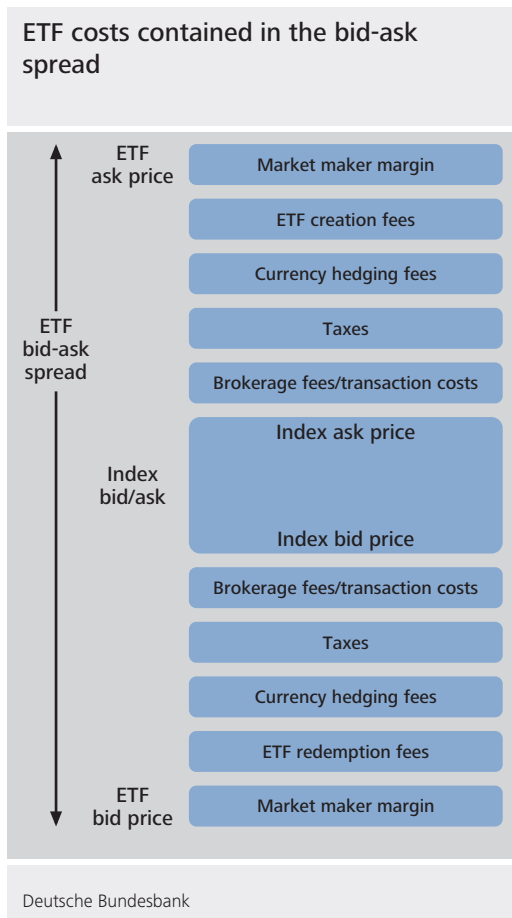 ETF costs contained in the bid-ask
spread
ETF
ask price
Market maker margin
ETF creation fees
Currency hedging fees
Taxes
ETF
bid-ask
spread
Brokerage fees/transaction costs
Index ask price
Index
bid/ask
Index bid price
Brokerage fees/transaction costs
Taxes
Currency hedging fees
ETF redemption fees
ETF
bid price
Market maker margin
Deutsche Bundesbank